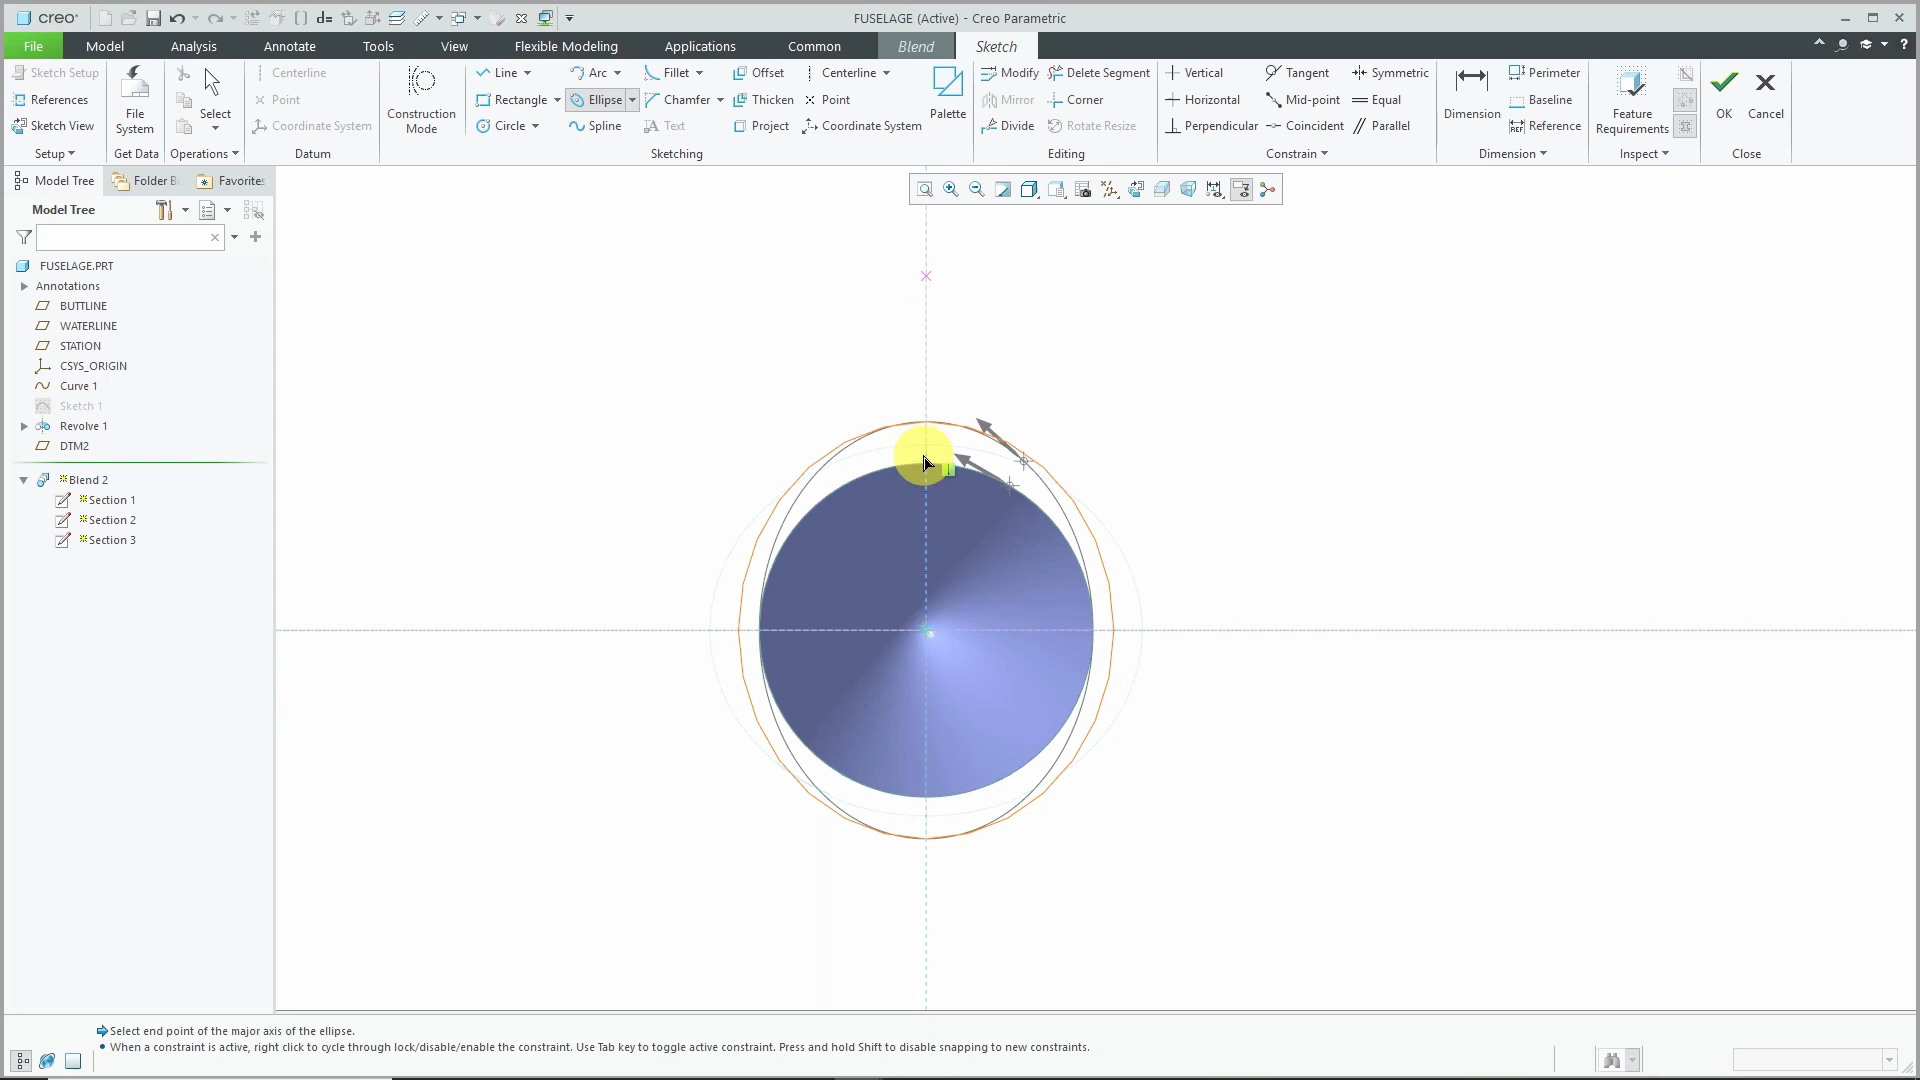 creo®
FUSELAGE (Active) - Creo Parametric
File
Model
Analysis
Annotate
Tools
View
Flexible Modeling
Applications
Common
Blend
Sketch
Sketch Setup
References
Sketch View
Setup
File System
Get Data
Select
Operations
Centerline
Point
Coordinate System
Datum
Construction Mode
Line
Rectangle
Circle
Arc
Ellipse
Spline
Fillet
Chamfer
Text
Offset
Thicken
Project
Centerline
Point
Coordinate System
Palette
Sketching
Modify
Mirror
Divide
Delete Segment
Corner
Rotate Resize
Editing
Vertical
Horizontal
Perpendicular
Tangent
Mid-point
Coincident
Symmetric
Equal
Parallel
Constrain
Dimension
Perimeter
Baseline
Reference
Dimension
Feature Requirements
Inspect
OK
Cancel
Close
Model Tree
Folder B
Favorites
Model Tree
FUSELAGE.PRT
Annotations
BUTTLINE
WATERLINE
STATION
CSYS_ORIGIN
Curve 1
Sketch 1
Revolve 1
DTM2
Blend 2
Section 1
Section 2
Section 3
Select end point of the major axis of the ellipse.
When a constraint is active, right click to cycle through lock/disable/enable the constraint. Use Tab key to toggle active constraint. Press and hold Shift to disable snapping to new constraints.